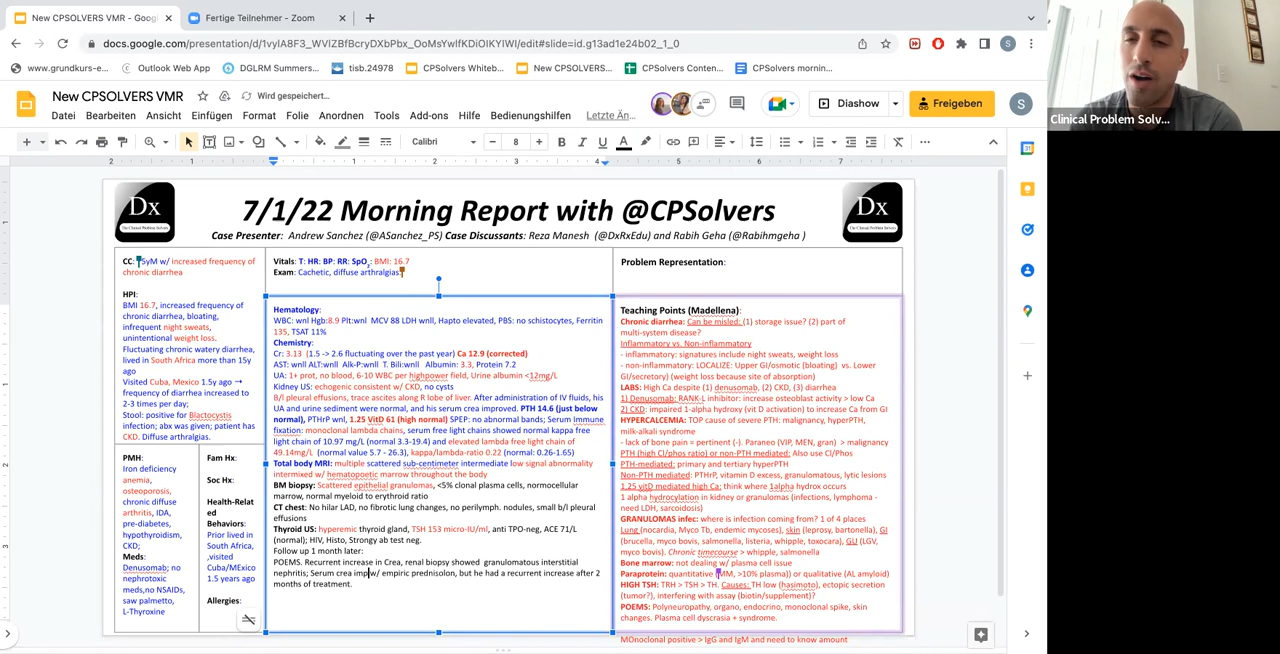 New CPSOLVERS VMR - Goog
Fertige Teilnehmer - Zoom
docs.google.com/presentation/d/1vyIA8F3_WVIZBfBcryDXbPbx_OoMsYwlfKDiOIKYIWI/edit#slide=id.g13ad1e24b02_1_0
www.grundkurs-e...
Outlook Web App
DGLRM Summers...
tisb.24978
CPSolvers Whiteb...
New CPSOLVERS...
CPSolvers Conten...
CPSolvers mornin...
New CPSOLVERS VMR
Wird gespeichert...
Datei Bearbeiten Ansicht Einfügen Format Folie Anordnen Tools Add-ons Hilfe Bedienungshilfen Letzte Än...
Diashow
Freigeben
S
Calibri
8
Clinical Problem Solv...
Dx
The Clinical Problem Solvers
7/1/22 Morning Report with @CPSolvers
Case Presenter: Andrew Sanchez (@ASanchez_PS) Case Discussants: Reza Manesh (@DxRxEdu) and Rabih Geha (@Rabihmgeha )
Dx
The Clinical Problem Solvers
CC: 5yM w/ increased frequency of
chronic diarrhea
HPI:
BMI 16.7, increased frequency of
chronic diarrhea, bloating,
infrequent night sweats,
unintentional weight loss.
Fluctuating chronic watery diarrhea,
lived in South Africa more than 15y
ago
Visited Cuba, Mexico 1.5y ago →
frequency of diarrhea increased to
2-3 times per day;
Stool: positive for Blactocystis
infection; abx was given; patient has
CKD. Diffuse arthralgias.
PMH:
Iron deficiency
anemia,
osteoporosis,
chronic diffuse
arthritis, IDA,
pre-diabetes,
hypothyroidism,
CKD;
Meds:
Denosumab; no
nephrotoxic
meds,no NSAIDs,
saw palmetto,
L-Thyroxine
Fam Hx:
Soc Hx:
Health-Relat
ed
Behaviors:
Prior lived in
South Africa,
,visited
Cuba/MExico
1.5 years ago
Allergies:
Vitals: T: HR: BP: RR: SpO2: BMI: 16.7
Exam: Cachetic, diffuse arthralgias
Hematology:
WBC: wnl Hgb:8.9 Plt:wnl MCV 88 LDH wnll, Hapto elevated, PBS: no schistocytes, Ferritin
135, TSAT 11%
Chemistry:
Cr: 3.13 (1.5 -> 2.6 fluctuating over the past year) Ca 12.9 (corrected)
AST: wnl ALT:wnl Alk-P:wnl T. Bili:wnl Albumin: 3.3, Protein 7.2
UA: 1+ prot, no blood, 6-10 WBC per highpower field, Urine albumin <12mg/L
Kidney US: echogenic consistent w/ CKD, no cysts
B/l pleural effusions, trace ascites along R lobe of liver. After administration of IV fluids, his
UA and urine sediment were normal, and his serum crea improved. PTH 14.6 (just below
normal), PTHrP wnl, 1.25 VitD 61 (high normal) SPEP: no abnormal bands; Serum immune
fixation: monoclonal lambda chains, serum free light chains showed normal kappa free
light chain of 10.97 mg/L (normal 3.3-19.4) and elevated lambda free light chain of
49.14mg/L (normal value 5.7 - 26.3), kappa/lambda-ratio 0.22 (normal: 0.26-1.65)
Total body MRI: multiple scattered sub-centimeter intermediate low signal abnormality
intermixed w/ hematopoetic marrow throughout the body
BM biopsy: Scattered epithelial granulomas, <5% clonal plasma cells, normocellular
marrow, normal myeloid to erythroid ratio
CT chest: No hilar LAD, no fibrotic lung changes, no perilymph. nodules, small b/l pleural
effusions
Thyroid US: hyperemic thyroid gland, TSH 153 micro-IU/ml, anti TPO-neg, ACE 71/L
(normal); HIV, Histo, Strongy ab test neg.
Follow up 1 month later:
POEMS. Recurrent increase in Crea, renal biopsy showed granulomatous interstitial
nephritis; Serum crea imp w/ empiric prednisolon, but he had a recurrent increase after 2
months of treatment.
Problem Representation:
Teaching Points (Madellena):
Chronic diarrhea: Can be misled: (1) storage issue? (2) part of
multi-system disease?
Inflammatory vs. Non-inflammatory
- inflammatory: signatures include night sweats, weight loss
- non-inflammatory: LOCALIZE: Upper GI/osmotic (bloating) vs. Lower
GI/secretory) (weight loss because site of absorption)
LABS: High Ca despite (1) denusomab, (2) CKD, (3) diarrhea
1) Denusomab: RANK-L inhibitor: increase osteoblast activity > low Ca
2) CKD: impaired 1-alpha hydroxy (vit D activation) to increase Ca from GI
HYPERCALCEMIA: TOP cause of severe PTH: malignancy, hyperPTH,
milk-alkali syndrome
- lack of bone pain = pertinent (-). Paraneo (VIP, MEN, gran) > malignancy
PTH (high Cl/phos ratio) or non-PTH mediated: Also use Cl/Phos
PTH-mediated: primary and tertiary hyperPTH
Non-PTH mediated: PTHrP, vitamin D excess, granulomatous, lytic lesions
1,25 vitD mediated high Ca: think where 1alpha hydrox occurs
1 alpha hydrocylation in kidney or granulomas (infections, lymphoma -
need LDH, sarcoidosis)
GRANULOMAS infec: where is infection coming from? 1 of 4 places
Lung (nocardia, Myco Tb, endemic mycoses), skin (leprosy, bartonella), GI
(brucella, myco bovis, salmonella, listeria, whipple, toxocara), GU (LGV,
myco bovis). Chronic timecourse > whipple, salmonella
Bone marrow: not dealing w/ plasma cell issue
Paraprotein: quantitative (MM, >10% plasma)) or qualitative (AL amyloid)
HIGH TSH: TRH > TSH > TH. Causes: TH low (hasimoto), ectopic secretion
(tumor?), interfering with assay (biotin/supplement)?
POEMS: Polyneuropathy, organo, endocrine, monoclonal spike, skin
changes. Plasma cell dyscrasia + syndrome.
MOnoclonal positive > IgG and IgM and need to know amount